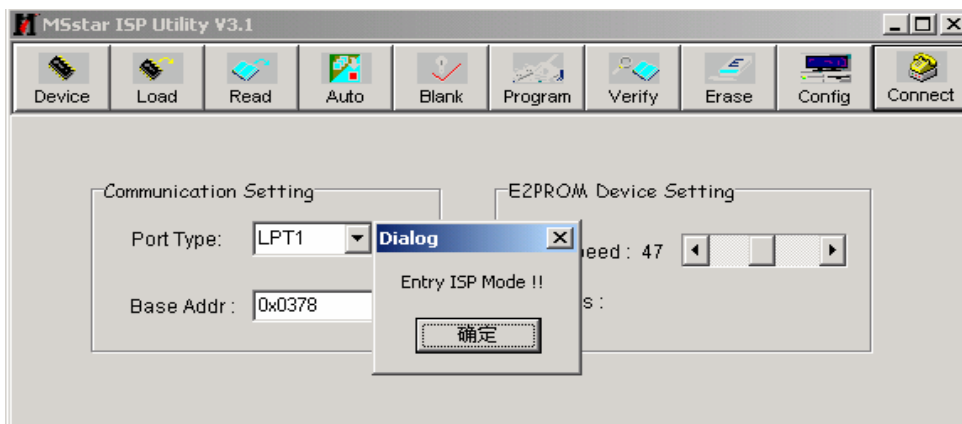 MSstar ISP Utility V3.1
Device Load Read Auto Blank Program Verify Erase Config Connect
Communication Setting
Port Type: LPT1
Base Addr : 0x0378
E2PROM Device Setting
eed : 47
s :
Dialog
Entry ISP Mode !!
确定